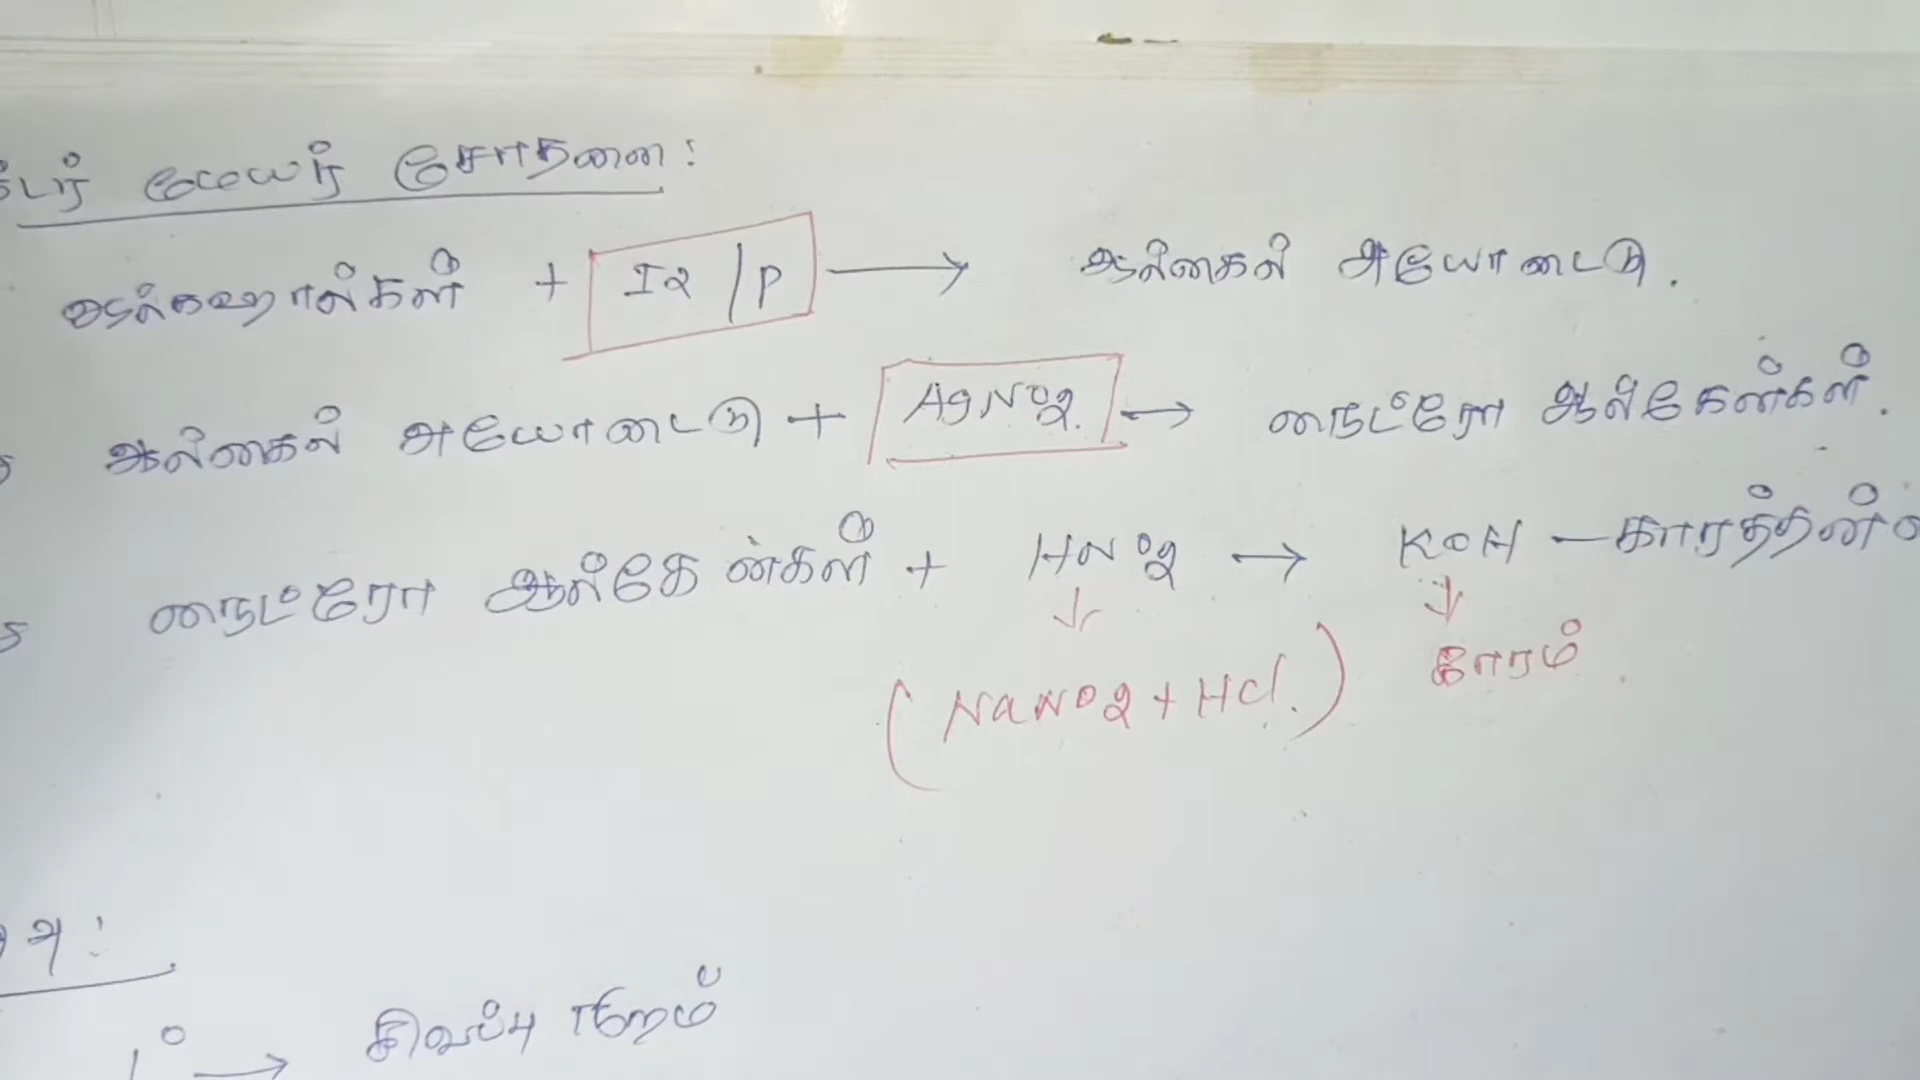 மேயர் சோதனை:
ஆல்கஹால்கள் + I2 / P → ஆல்கைல் அயோடைடு.
ஆல்கைல் அயோடைடு + AgNO2 → நைட்ரோ ஆல்கேன்கள்.
நைட்ரோ ஆல்கேன்கள் + HNO2 → KOH - காரத்தன்
(NaNO2 + HCl.) காரம்
→ சிவப்பு நிறம்